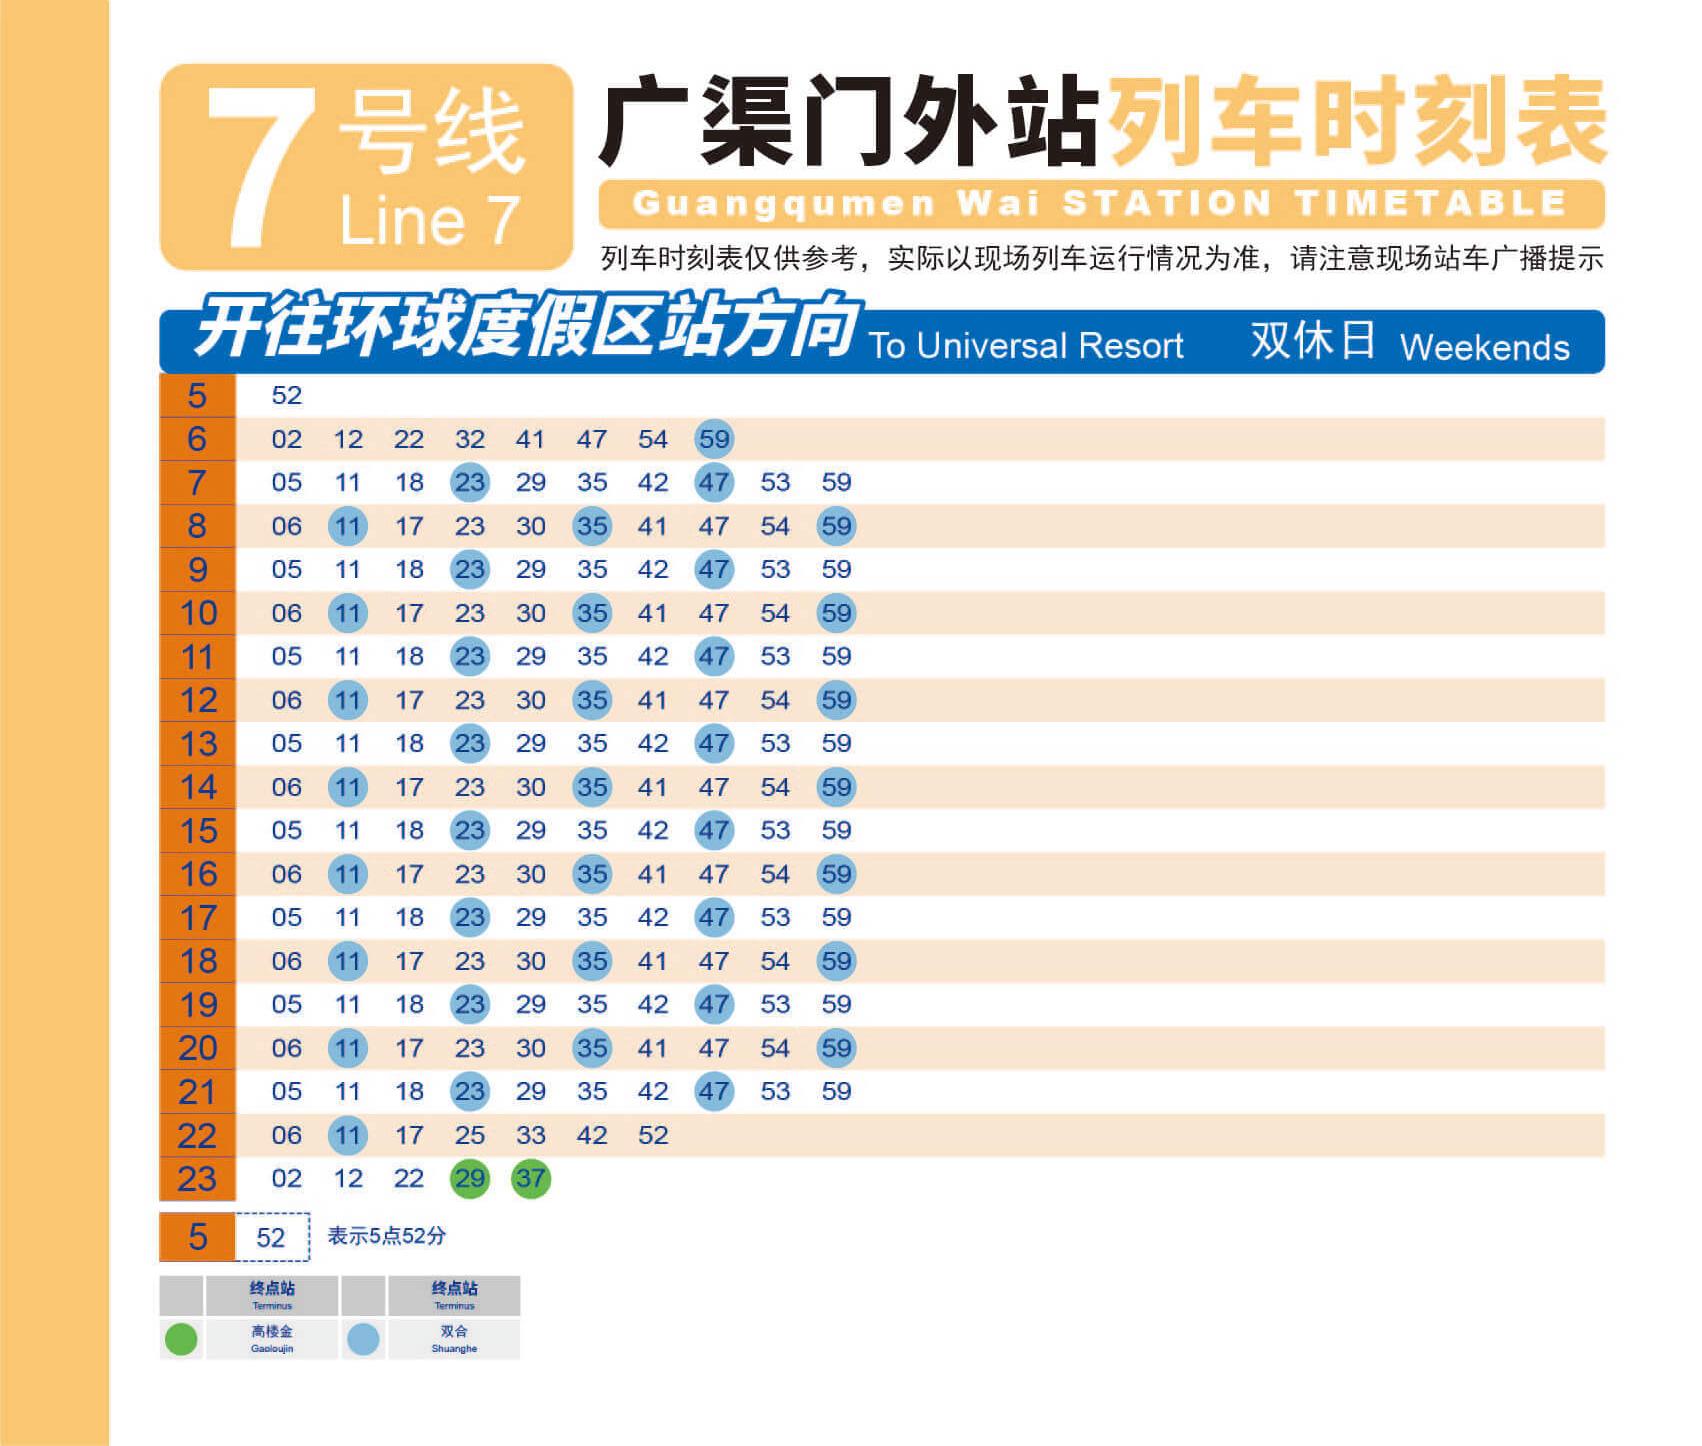 7 号线 Line 7
广渠门外站列车时刻表
Guangqumen Wai STATION TIMETABLE
列车时刻表仅供参考，实际以现场列车运行情况为准，请注意现场站车广播提示
开往环球度假区站方向 To Universal Resort 双休日 Weekends
5 52
6 02 12 22 32 41 47 54 59
7 05 11 18 23 29 35 42 47 53 59
8 06 11 17 23 30 35 41 47 54 59
9 05 11 18 23 29 35 42 47 53 59
10 06 11 17 23 30 35 41 47 54 59
11 05 11 18 23 29 35 42 47 53 59
12 06 11 17 23 30 35 41 47 54 59
13 05 11 18 23 29 35 42 47 53 59
14 06 11 17 23 30 35 41 47 54 59
15 05 11 18 23 29 35 42 47 53 59
16 06 11 17 23 30 35 41 47 54 59
17 05 11 18 23 29 35 42 47 53 59
18 06 11 17 23 30 35 41 47 54 59
19 05 11 18 23 29 35 42 47 53 59
20 06 11 17 23 30 35 41 47 54 59
21 05 11 18 23 29 35 42 47 53 59
22 06 11 17 25 33 42 52
23 02 12 22 29 37
5 52 表示5点52分
终点站 终点站
Terminus Terminus
高楼金 双合
Gaoloujin Shuanghe